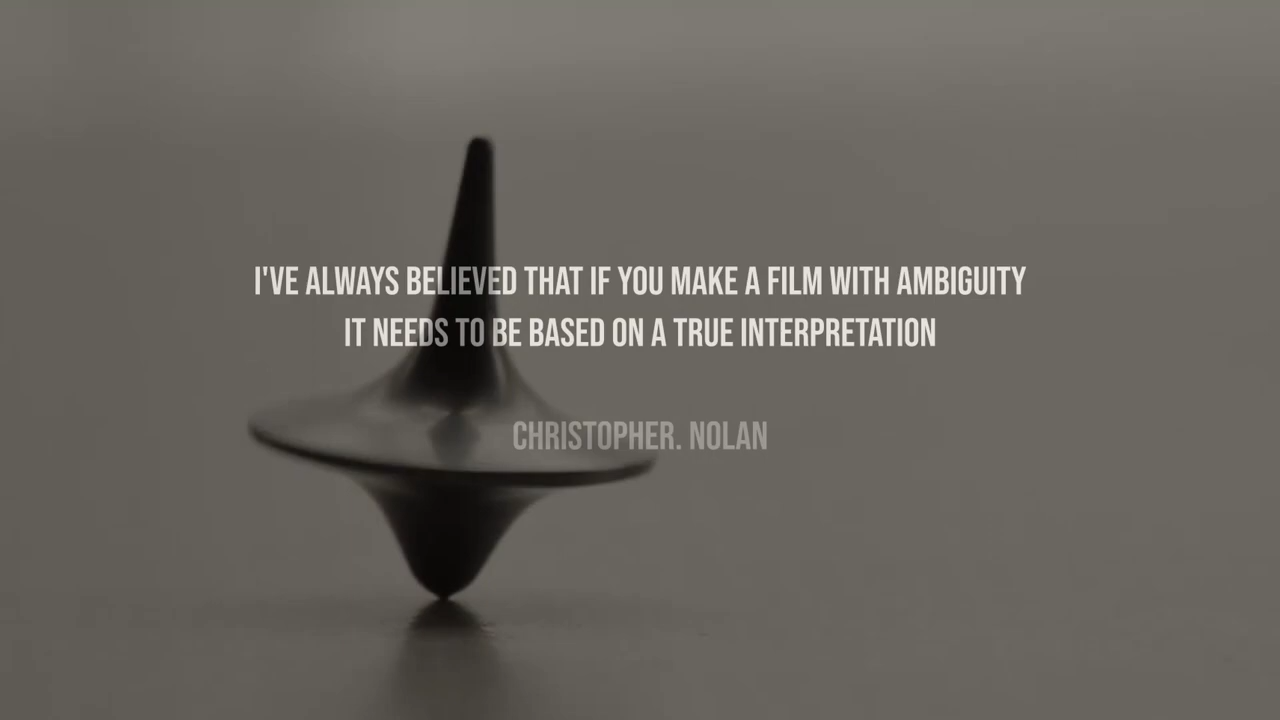 I'VE ALWAYS BELIEVED THAT IF YOU MAKE A FILM WITH AMBIGUITY
IT NEEDS TO BE BASED ON A TRUE INTERPRETATION
CHRISTOPHER. NOLAN